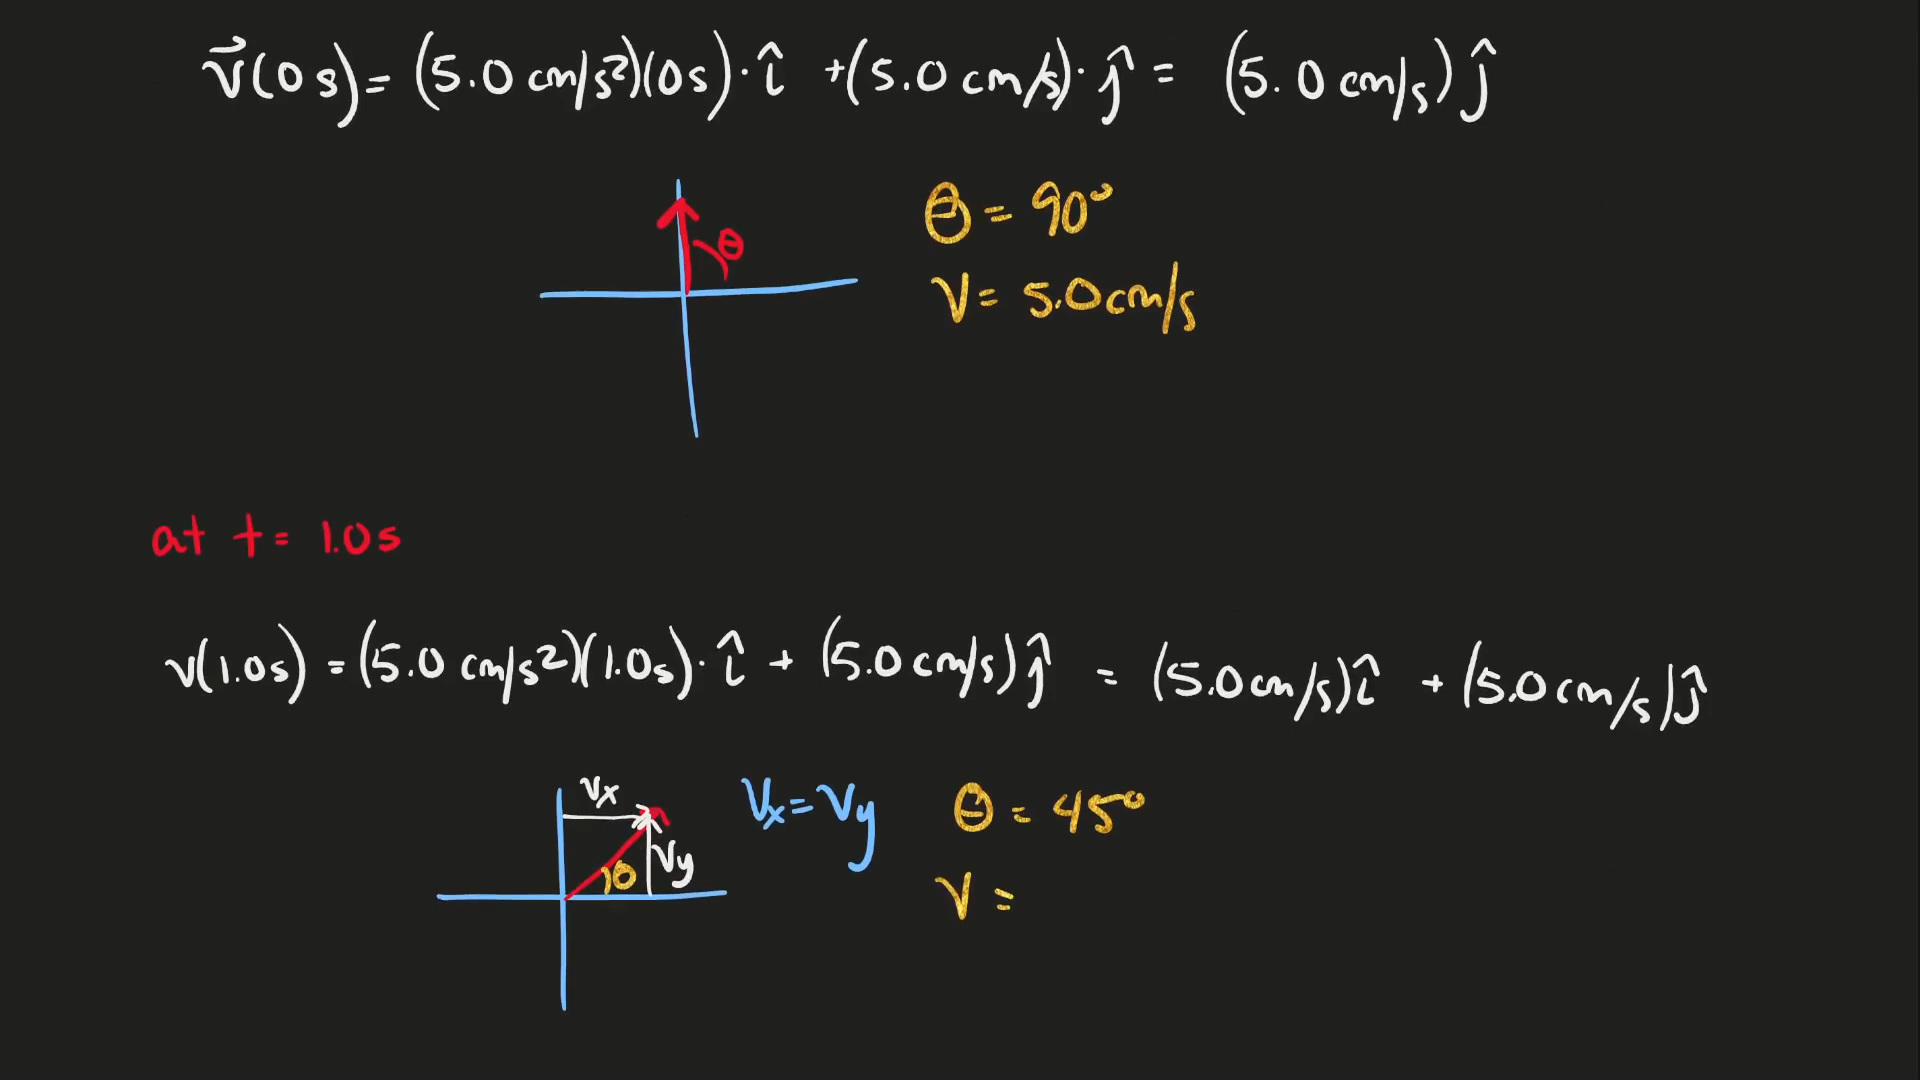 v⃗(0 s) = (5.0 cm/s²)(0s)·î + (5.0 cm/s)·ĵ = (5.0 cm/s) ĵ
θ
θ = 90°
v = 5.0 cm/s
at t = 1.0s
v(1.0s) = (5.0 cm/s²)(1.0s)·î + (5.0 cm/s) ĵ = (5.0 cm/s) î + (5.0 cm/s) ĵ
vx
vy
θ
vx = vy
θ = 45°
v =